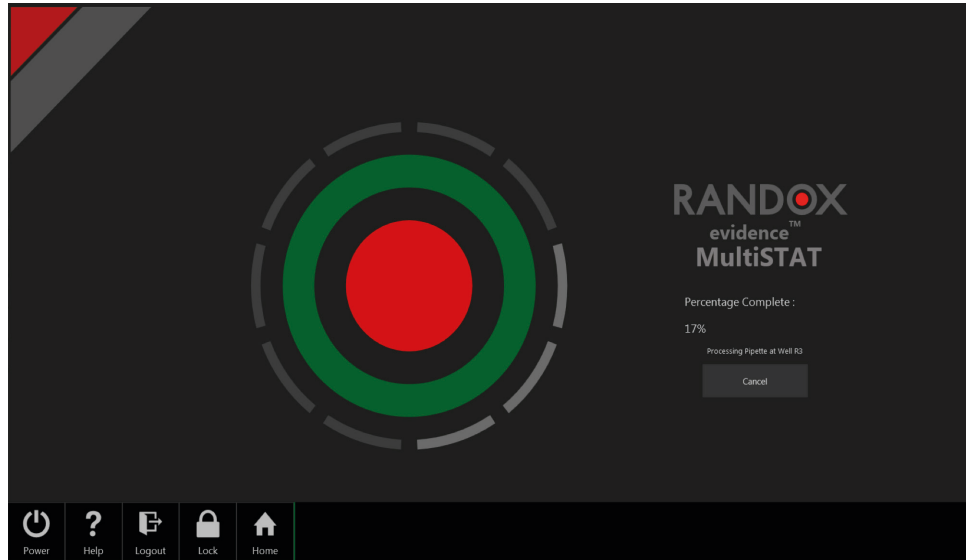 RANDOX
evidence™
MultiSTAT
Percentage Complete :
17%
Processing Pipette at Well R3
Cancel
Power Help Logout Lock Home